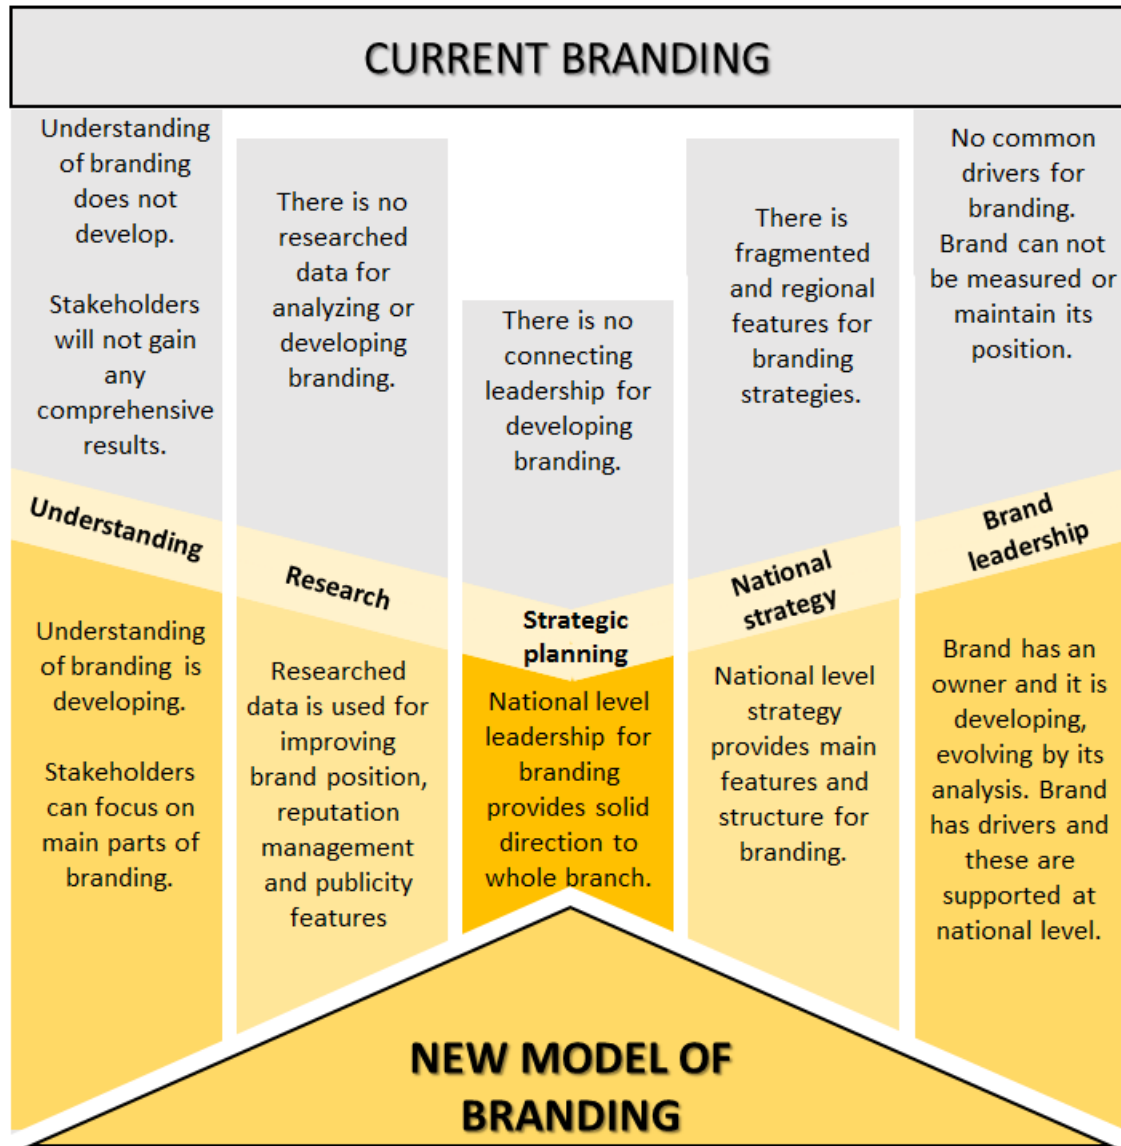 CURRENT BRANDING
Understanding
of branding
does not
develop.
Stakeholders
will not gain
any
comprehensive
results.
There is no
researched
data for
analyzing or
developing
branding.
There is no
connecting
leadership for
developing
branding.
There is
fragmented
and regional
features for
branding
strategies.
No common
drivers for
branding.
Brand can not
be measured or
maintain its
position.
Understanding
Research
Strategic
planning
National
strategy
Brand
leadership
Understanding
of branding is
developing.
Stakeholders
can focus on
main parts of
branding.
Researched
data is used for
improving
brand position,
reputation
management
and publicity
features
National level
leadership for
branding
provides solid
direction to
whole branch.
National level
strategy
provides main
features and
structure for
branding.
Brand has an
owner and it is
developing,
evolving by its
analysis. Brand
has drivers and
these are
supported at
national level.
NEW MODEL OF
BRANDING